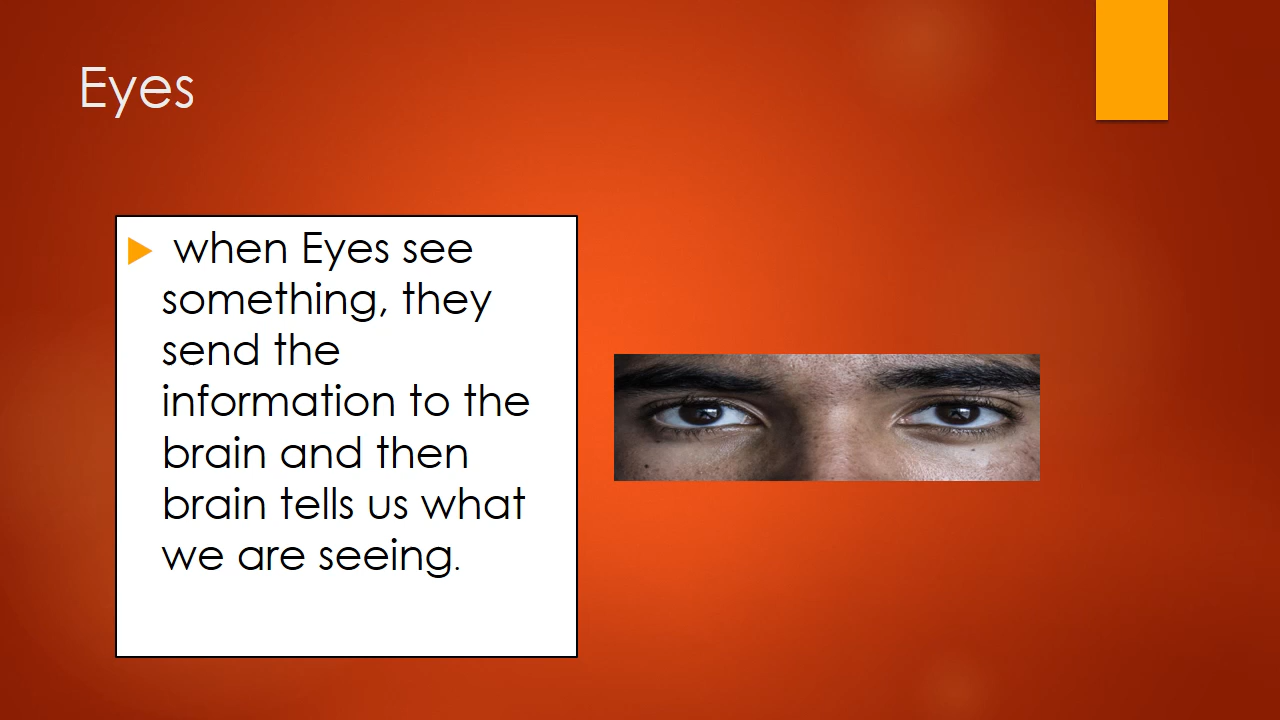 Eyes
when Eyes see
something, they
send the
information to the
brain and then
brain tells us what
we are seeing.